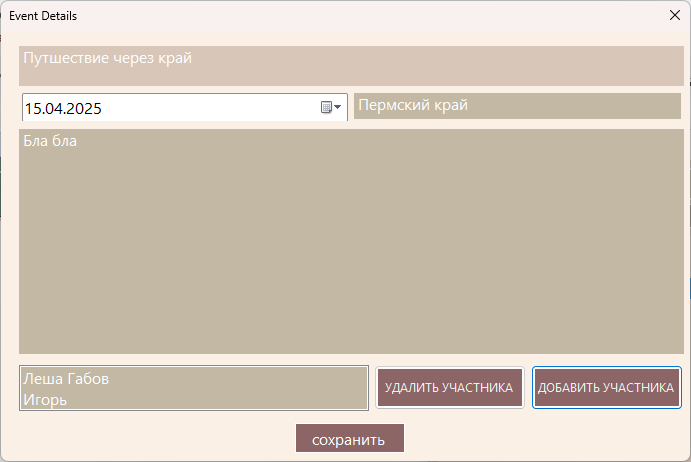 Event Details
Путшествие через край
15.04.2025
Пермский край
Бла бла
Леша Габов
Игорь
УДАЛИТЬ УЧАСТНИКА
ДОБАВИТЬ УЧАСТНИКА
сохранить